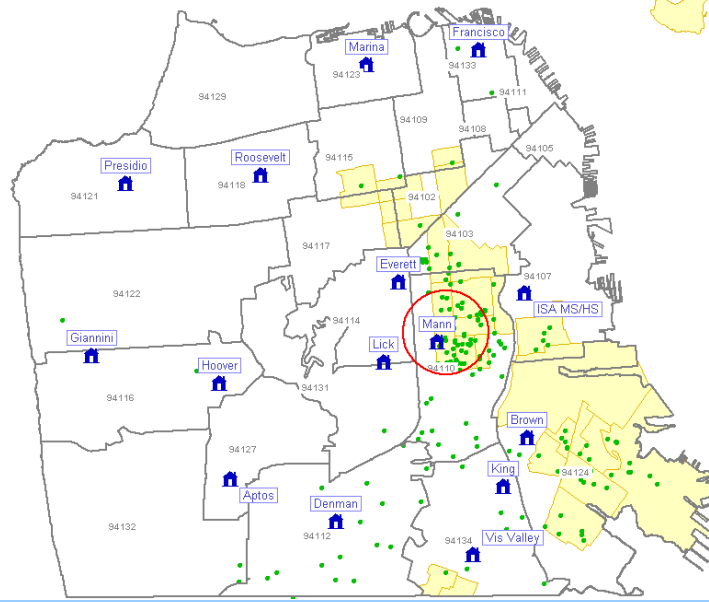 Francisco
Marina
94133
94123
94111
94129
94109
94108
94105
Roosevelt
94115
Presidio
94118
94121
94102
94103
94117
Everett
94107
94122
ISA MS/HS
94114
Mann
Giannini
Lick
Hoover
94110
94131
94116
Brown
94127
King
94124
Aptos
Denman
94132
94112
Vis Valley
94134